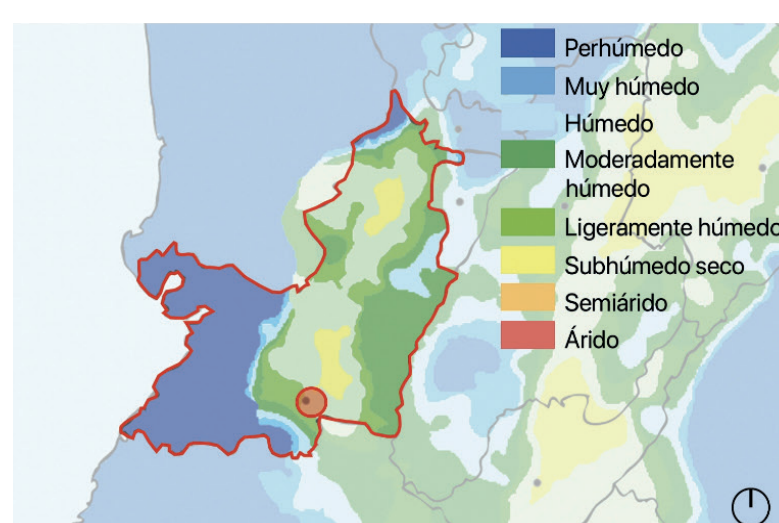 Perhúmedo
Muy húmedo
Húmedo
Moderadamente
húmedo
Ligeramente húmedo
Subhúmedo seco
Semiárido
Árido